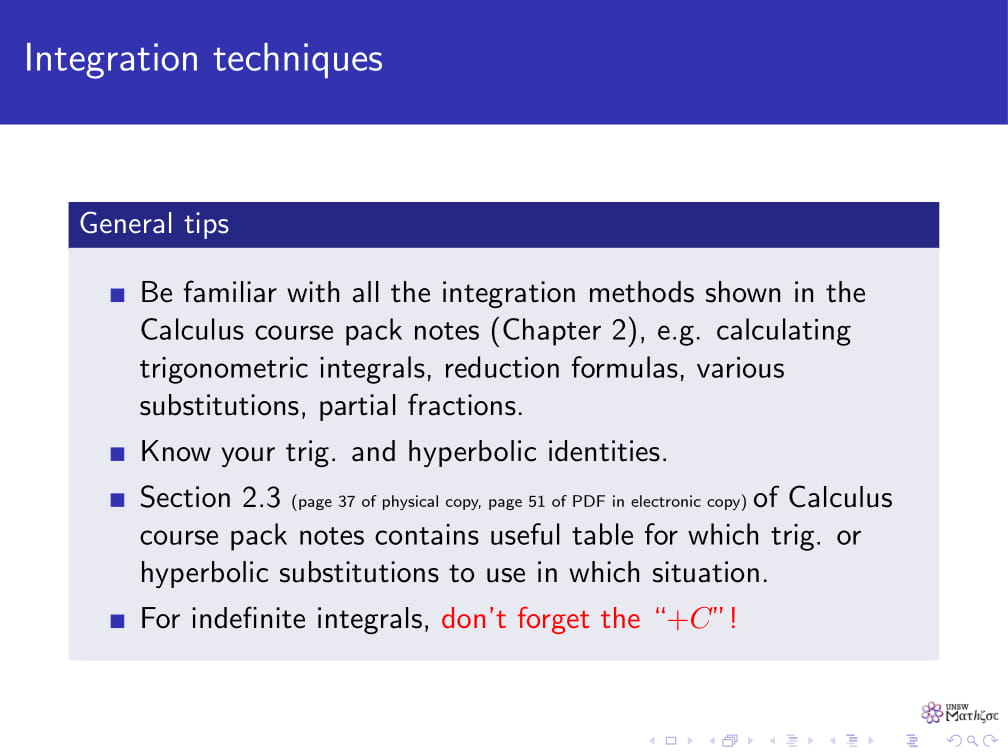 Integration techniques
General tips
Be familiar with all the integration methods shown in the
Calculus course pack notes (Chapter 2), e.g. calculating
trigonometric integrals, reduction formulas, various
substitutions, partial fractions.
Know your trig. and hyperbolic identities.
Section 2.3 (page 37 of physical copy, page 51 of PDF in electronic copy) of Calculus
course pack notes contains useful table for which trig. or
hyperbolic substitutions to use in which situation.
For indefinite integrals, don't forget the “+C”!
UNSW
Mατhζσc